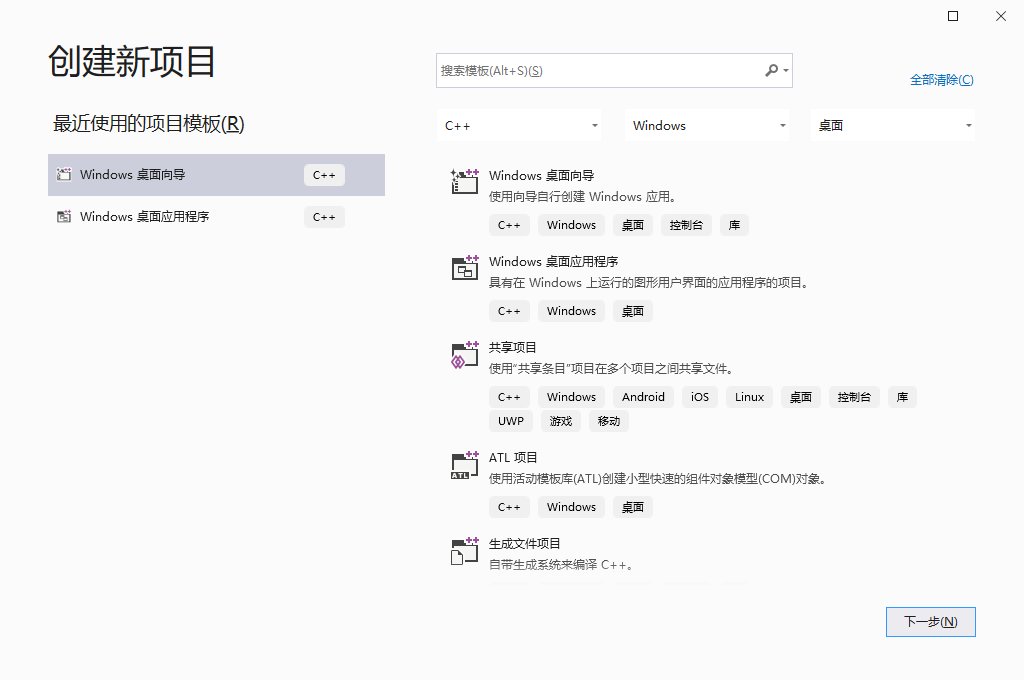 创建新项目
搜索模板(Alt+S)(S)
全部清除(C)
最近使用的项目模板(R)
C++
Windows
桌面
Windows 桌面向导
C++
Windows 桌面应用程序
C++
Windows 桌面向导
使用向导自行创建 Windows 应用。
C++ Windows 桌面 控制台 库
Windows 桌面应用程序
具有在 Windows 上运行的图形用户界面的应用程序的项目。
C++ Windows 桌面
共享项目
使用“共享条目”项目在多个项目之间共享文件。
C++ Windows Android iOS Linux 桌面 控制台 库
UWP 游戏 移动
ATL
ATL 项目
使用活动模板库(ATL)创建小型快速的组件对象模型(COM)对象。
C++ Windows 桌面
生成文件项目
自带生成系统来编译 C++。
下一步(N)